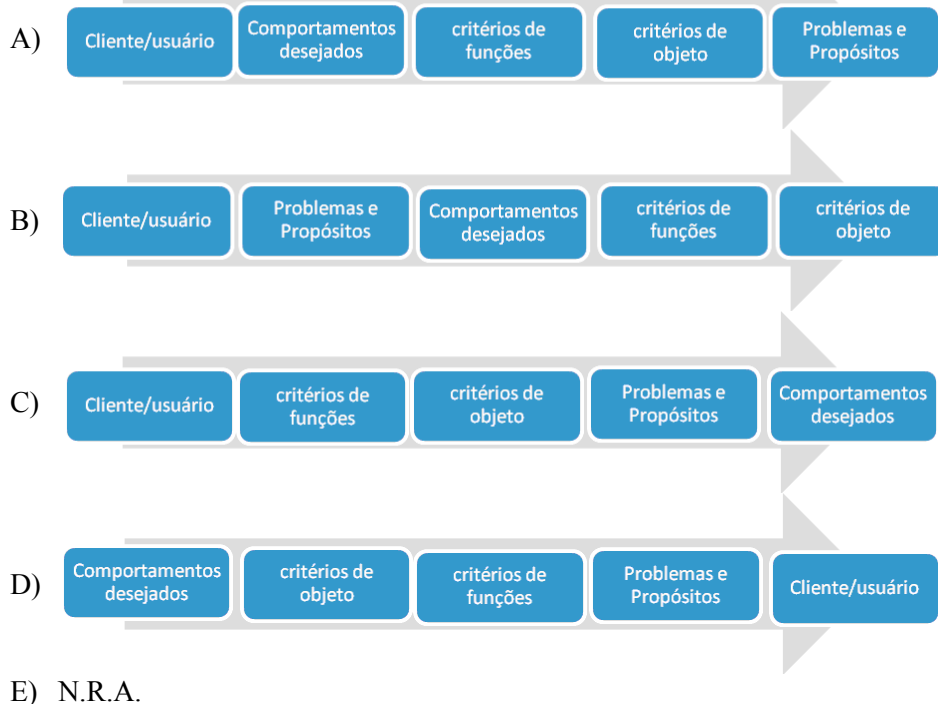 A) Cliente/usuário Comportamentos desejados critérios de funções critérios de objeto Problemas e Propósitos
B) Cliente/usuário Problemas e Propósitos Comportamentos desejados critérios de funções critérios de objeto
C) Cliente/usuário critérios de funções critérios de objeto Problemas e Propósitos Comportamentos desejados
D) Comportamentos desejados critérios de objeto critérios de funções Problemas e Propósitos Cliente/usuário
E) N.R.A.